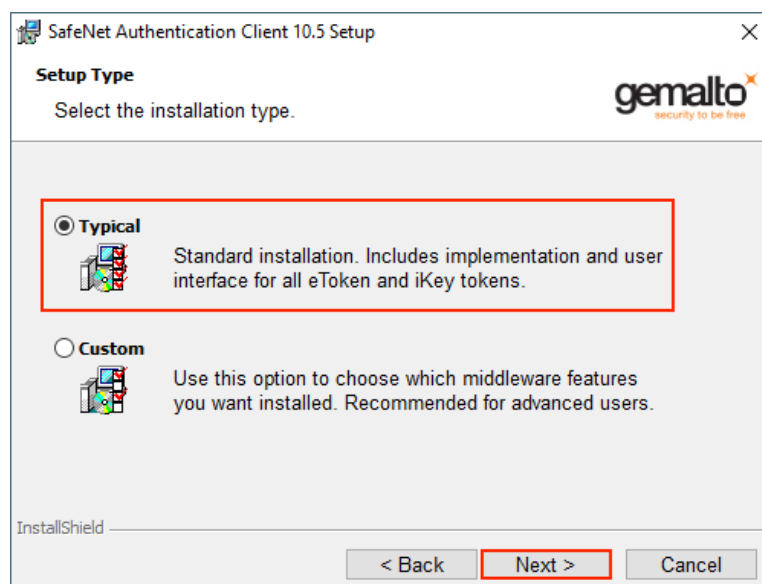 SafeNet Authentication Client 10.5 Setup
Setup Type
Select the installation type.
gemalto
security to be free
Typical
Standard installation. Includes implementation and user
interface for all eToken and iKey tokens.
Custom
Use this option to choose which middleware features
you want installed. Recommended for advanced users.
InstallShield
< Back
Next >
Cancel